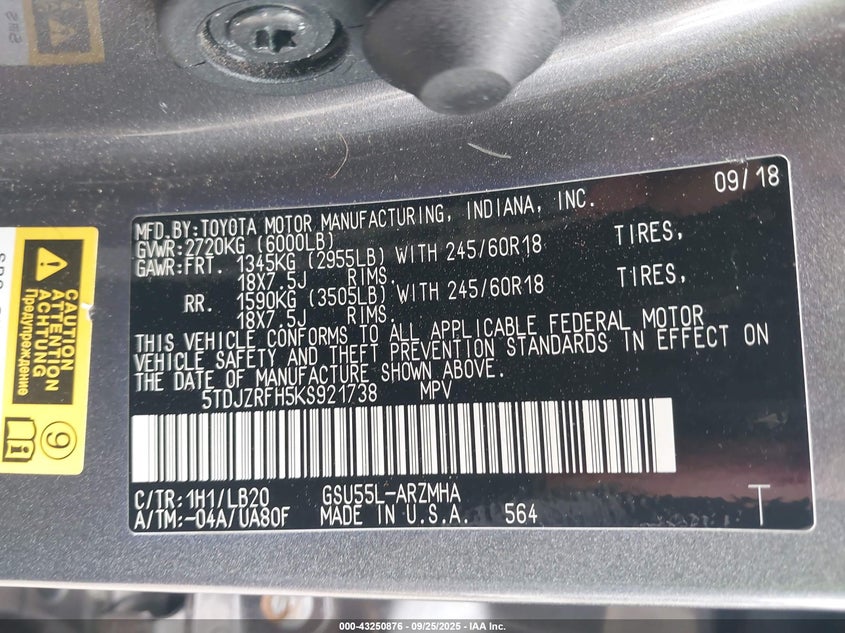 09/18
MFD.BY:TOYOTA MOTOR MANUFACTURING, INDIANA, INC.
GVWR:2720KG (6000LB)
GAWR:FRT. 1345KG (2955LB) WITH 245/60R18 TIRES,
18X7.5J RIMS.
RR. 1590KG (3505LB) WITH 245/60R18 TIRES,
18X7.5J RIMS.
THIS VEHICLE CONFORMS TO ALL APPLICABLE FEDERAL MOTOR
VEHICLE SAFETY AND THEFT PREVENTION STANDARDS IN EFFECT ON
THE DATE OF MANUFACTURE SHOWN ABOVE.
5TDJZRFH5KS921738 MPV
C/TR:1H1/LB20 GSU55L-ARZMHA
A/TM:-04A/UA80F MADE IN U.S.A. 564 T
CAUTION
ATTENTION
ACHTUNG
Предупреждение
9
000-43250876 - 09/25/2025 - IAA Inc.